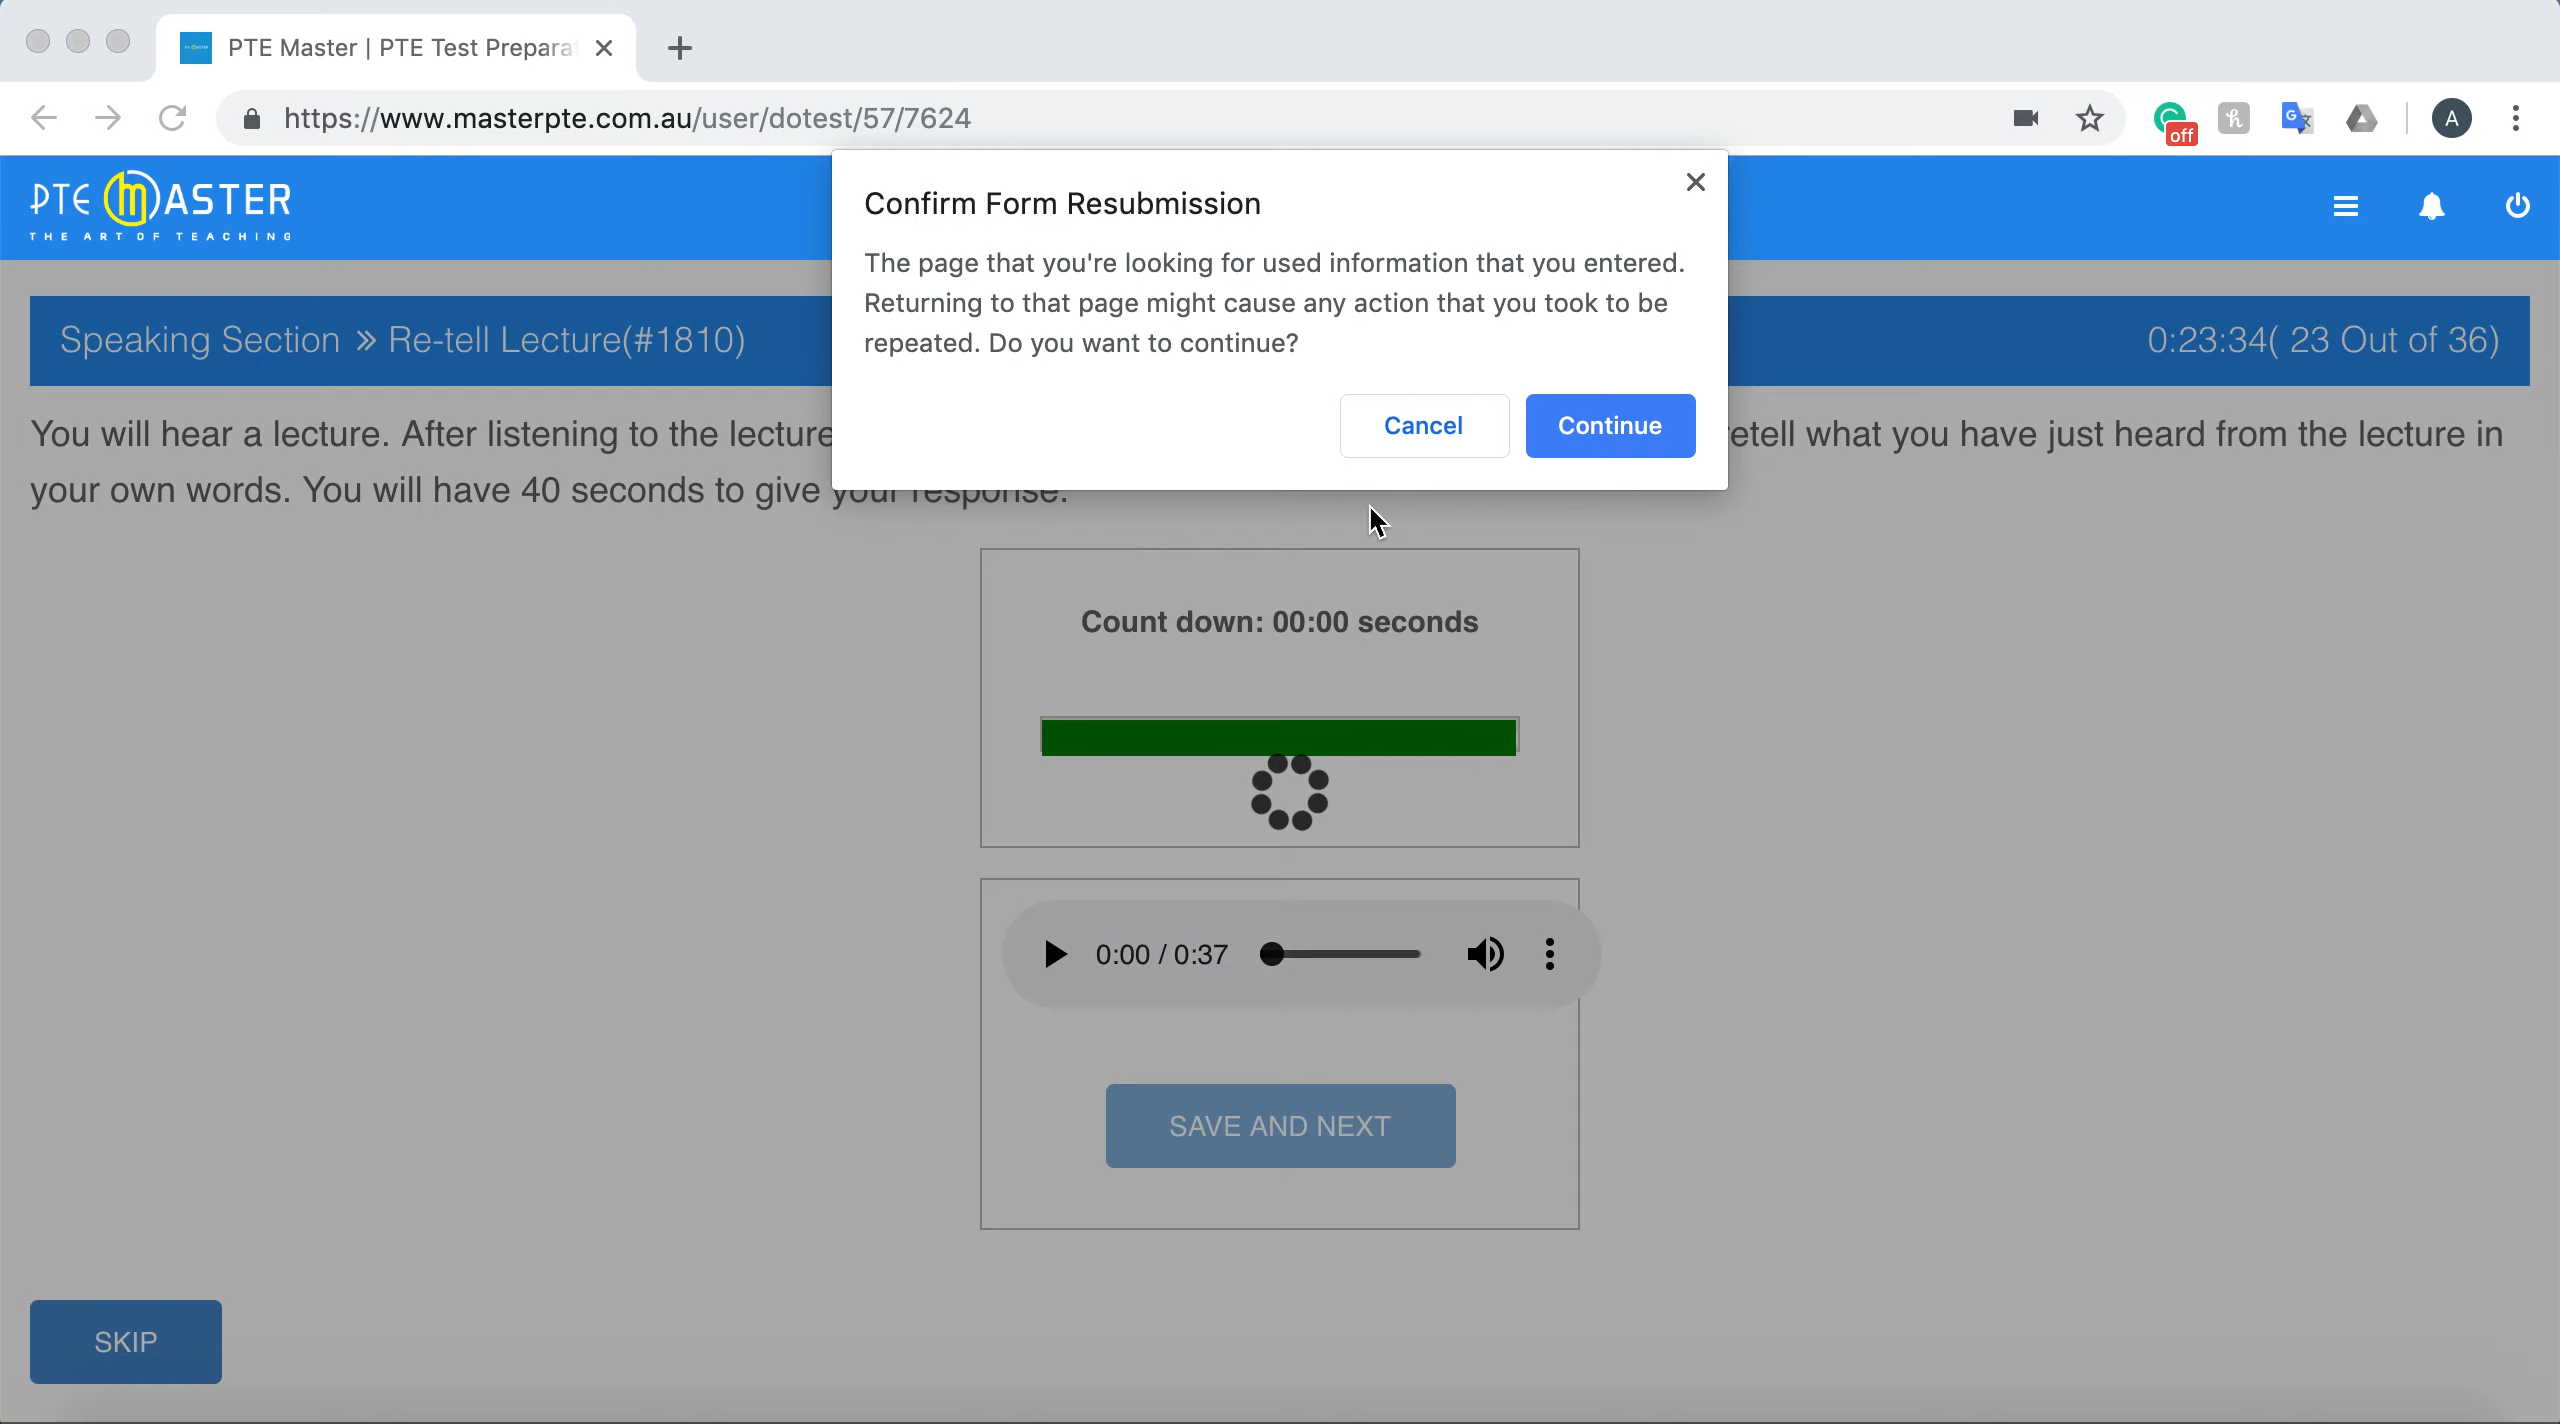 PTE Master | PTE Test Prepara
https://www.masterpte.com.au/user/dotest/57/7624
off
A
PTE MASTER
THE ART OF TEACHING
Confirm Form Resubmission
The page that you're looking for used information that you entered.
Returning to that page might cause any action that you took to be
repeated. Do you want to continue?
Cancel
Continue
Speaking Section » Re-tell Lecture(#1810)
0:23:34( 23 Out of 36)
You will hear a lecture. After listening to the lecture etell what you have just heard from the lecture in
your own words. You will have 40 seconds to give your response.
Count down: 00:00 seconds
0:00 / 0:37
SAVE AND NEXT
SKIP